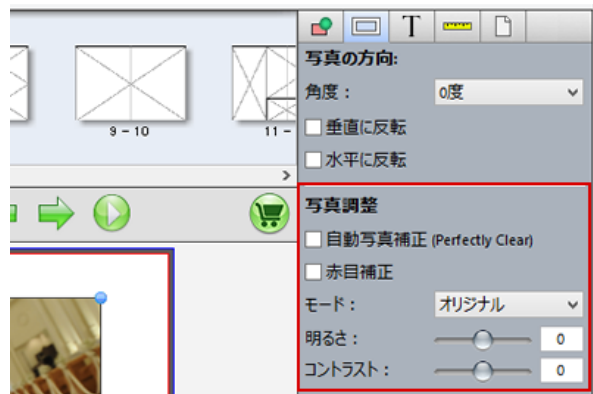 T
写真の方向:
角度： 0度
9 - 10
11 -
垂直に反転
水平に反転
写真調整
自動写真補正 (Perfectly Clear)
赤目補正
モード： オリジナル
明るさ： 0
コントラスト： 0